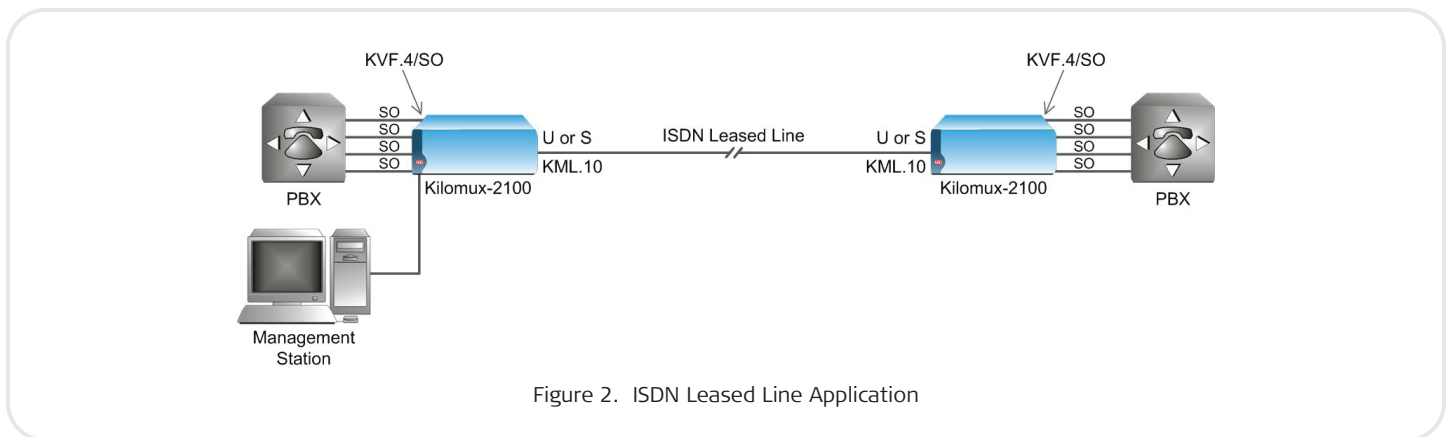 KVF.4/SO
KVF.4/SO
SO
SO
SO
SO
U or S
ISDN Leased Line
U or S
SO
SO
SO
SO
KML.10
KML.10
PBX
Kilomux-2100
Kilomux-2100
PBX
Management
Station
Figure 2. ISDN Leased Line Application